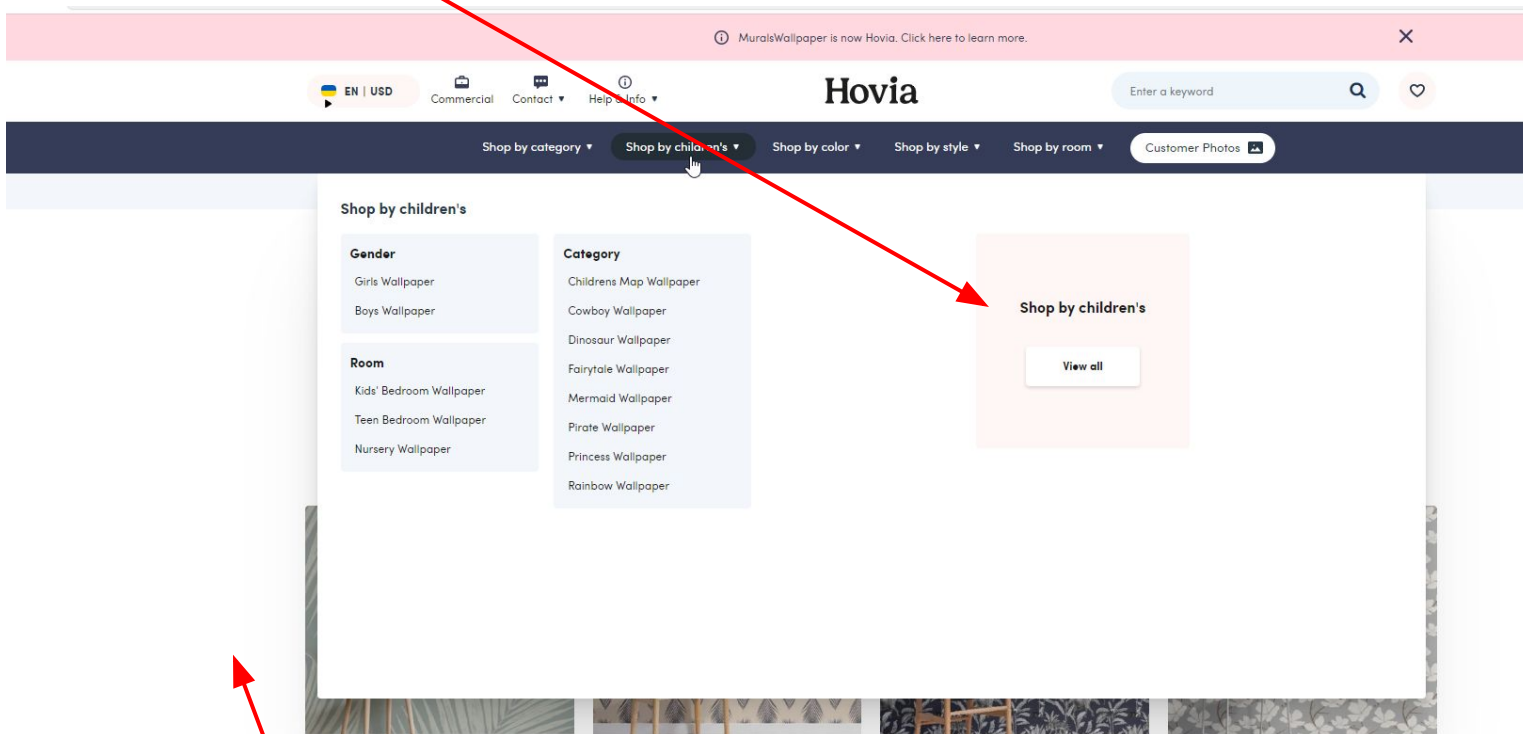 MuralsWallpaper is now Hovia. Click here to learn more.
EN | USD
Commercial
Contact ▾
Help & Info ▾
Hovia
Enter a keyword
Shop by category ▾
Shop by children's ▾
Shop by color ▾
Shop by style ▾
Shop by room ▾
Customer Photos
Shop by children's
Gender
Girls Wallpaper
Boys Wallpaper
Room
Kids' Bedroom Wallpaper
Teen Bedroom Wallpaper
Nursery Wallpaper
Category
Childrens Map Wallpaper
Cowboy Wallpaper
Dinosaur Wallpaper
Fairytale Wallpaper
Mermaid Wallpaper
Pirate Wallpaper
Princess Wallpaper
Rainbow Wallpaper
Shop by children's
View all